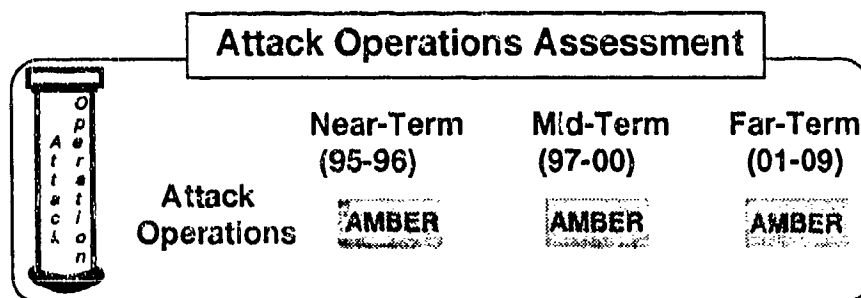 Attack Operations Assessment
Attack
Operation
Near-Term Mid-Term Far-Term
(95-96) (97-00) (01-09)
Attack
Operations
AMBER AMBER AMBER